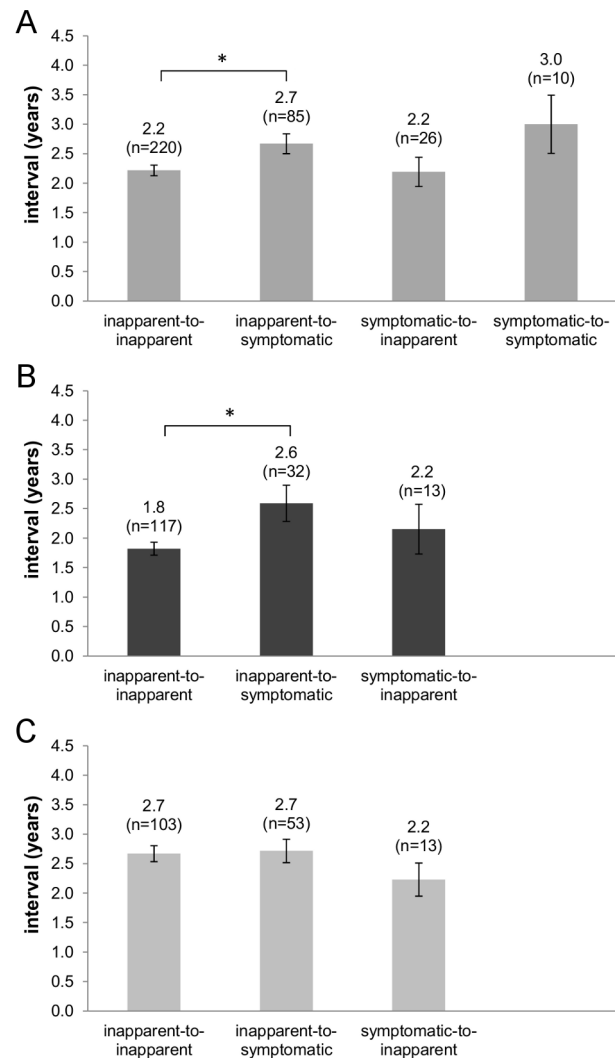 A
interval (years)
4.5
4.0
3.5
3.0
2.5
2.0
1.5
1.0
0.5
0.0
*
2.2
(n=220)
2.7
(n=85)
2.2
(n=26)
3.0
(n=10)
inapparent-to-
inapparent
inapparent-to-
symptomatic
symptomatic-to-
inapparent
symptomatic-to-
symptomatic
B
interval (years)
4.5
4.0
3.5
3.0
2.5
2.0
1.5
1.0
0.5
0.0
*
1.8
(n=117)
2.6
(n=32)
2.2
(n=13)
inapparent-to-
inapparent
inapparent-to-
symptomatic
symptomatic-to-
inapparent
C
interval (years)
4.5
4.0
3.5
3.0
2.5
2.0
1.5
1.0
0.5
0.0
2.7
(n=103)
2.7
(n=53)
2.2
(n=13)
inapparent-to-
inapparent
inapparent-to-
symptomatic
symptomatic-to-
inapparent